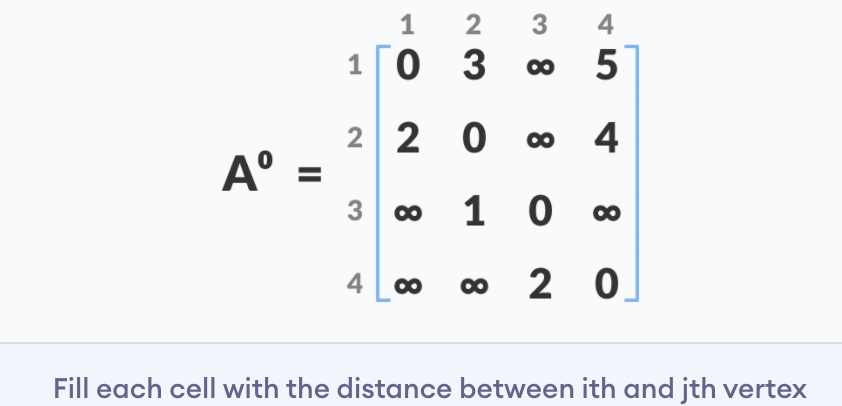 1 2 3 4
1 0 3 ∞ 5
2 2 0 ∞ 4
A⁰ =
3 ∞ 1 0 ∞
4 ∞ ∞ 2 0
Fill each cell with the distance between ith and jth vertex